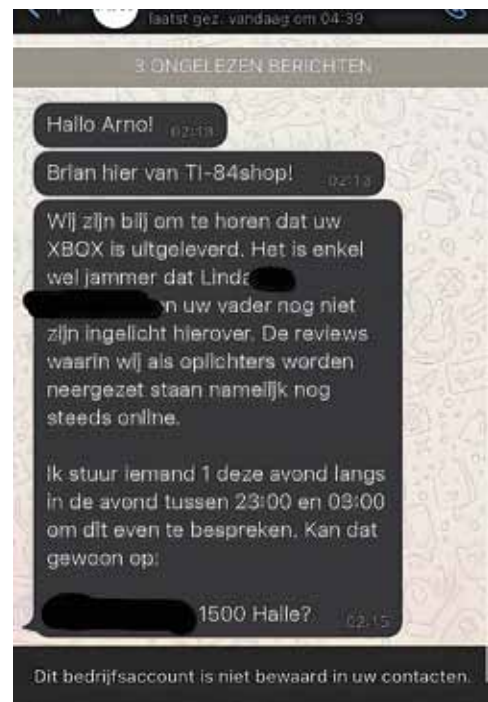 laatst gez. vandaag om 04:39
3 ONGELEZEN BERICHTEN
Hallo Arno! 02:13
Brian hier van TI-84shop! 02:13
Wij zijn blij om te horen dat uw
XBOX is uitgeleverd. Het is enkel
wel jammer dat Linda
n uw vader nog niet
zijn ingelicht hierover. De reviews
waarin wij als oplichters worden
neergezet staan namelijk nog
steeds online.
Ik stuur iemand 1 deze avond langs
in de avond tussen 23:00 en 03:00
om dit even te bespreken. Kan dat
gewoon op:
1500 Halle? 02:15
Dit bedrijfsaccount is niet bewaard in uw contacten.